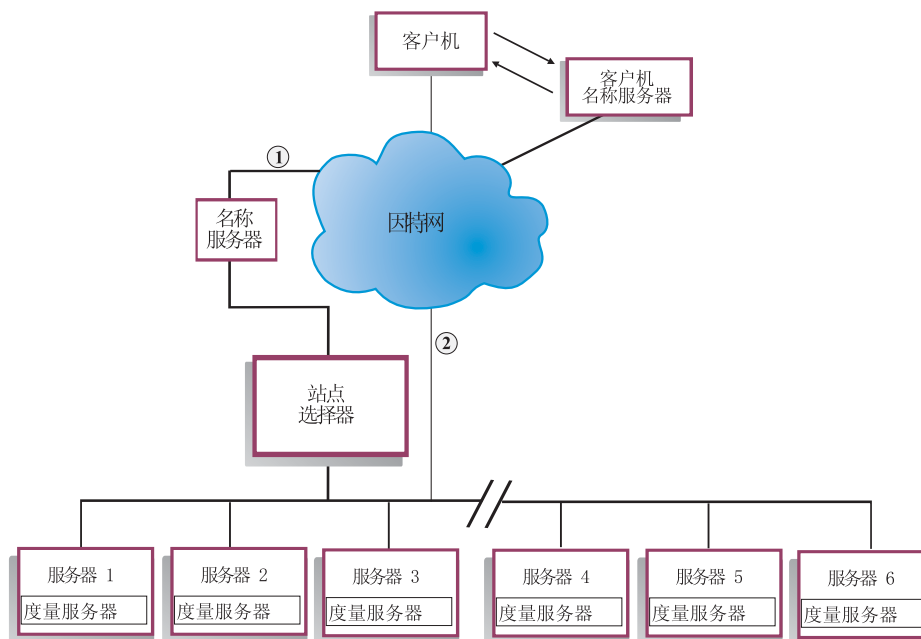 客户机
客户机
名称服务器
①
名称
服务器
因特网
②
站点
选择器
服务器 1
度量服务器
服务器 2
度量服务器
服务器 3
度量服务器
服务器 4
度量服务器
服务器 5
度量服务器
服务器 6
度量服务器